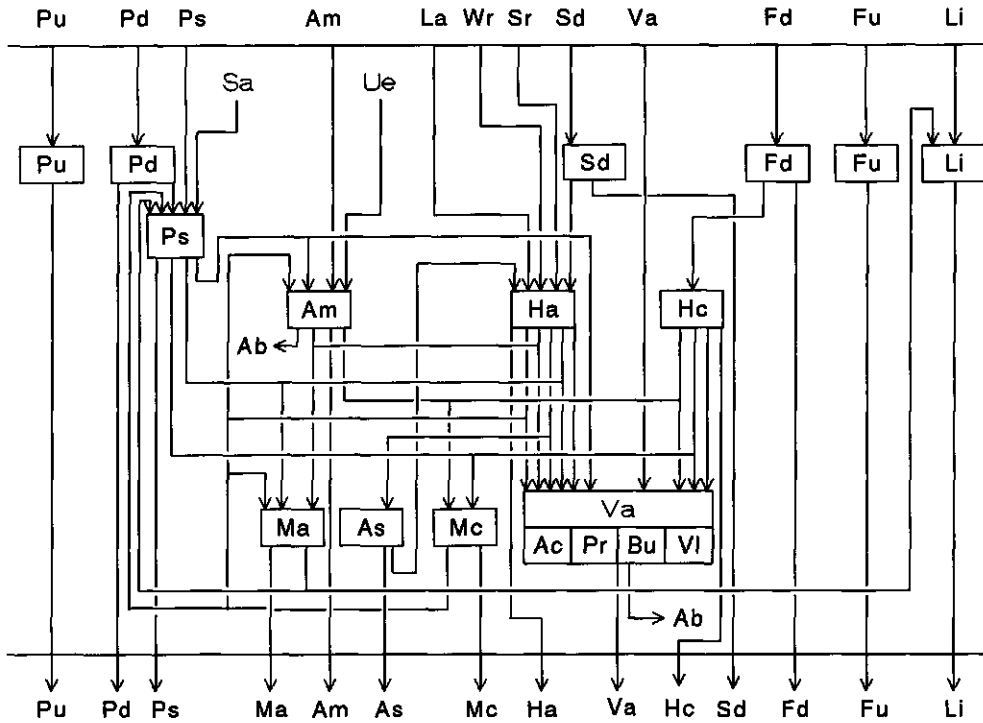 Pu Pd Ps Am La Wr Sr Sd Va Fd Fu Li
Sa Ue
Pu Pd Sd Fd Fu Li
Ps
Am Ha Hc
Ab
Va
Ma As Mc
Ac Pr Bu Vl
Ab
Pu Pd Ps Ma Am As Mc Ha Va Hc Sd Fd Fu Li